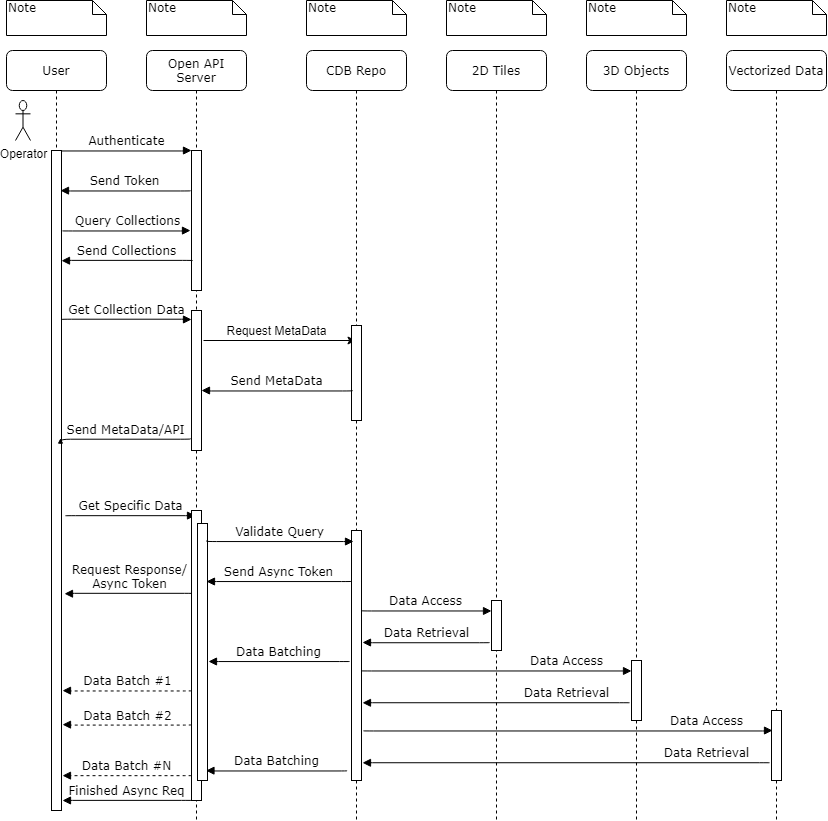 Note
Note
Note
Note
Note
Note
User
Open API
Server
CDB Repo
2D Tiles
3D Objects
Vectorized Data
Operator
Authenticate
Send Token
Query Collections
Send Collections
Get Collection Data
Request MetaData
Send MetaData
Send MetaData/API
Get Specific Data
Validate Query
Request Response/
Async Token
Send Async Token
Data Access
Data Retrieval
Data Batching
Data Access
Data Batch #1
Data Retrieval
Data Batch #2
Data Access
Data Retrieval
Data Batch #N
Data Batching
Finished Async Req